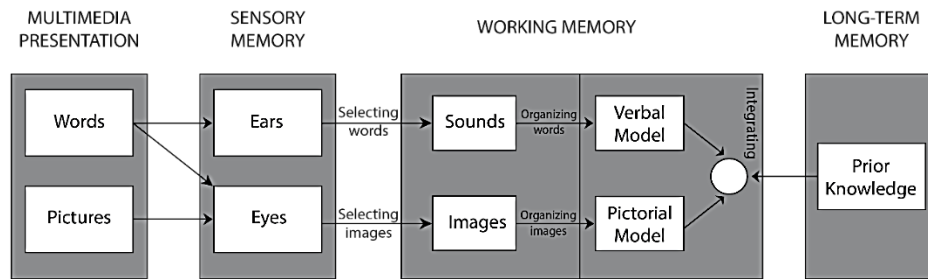 MULTIMEDIA
PRESENTATION
SENSORY
MEMORY
WORKING MEMORY
LONG-TERM
MEMORY
Words
Ears
Selecting
words
Sounds
Organizing
words
Verbal
Model
Integrating
Prior
Knowledge
Pictures
Eyes
Selecting
images
Images
Organizing
images
Pictorial
Model